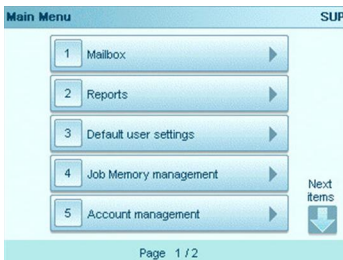 Main Menu SUP
1 Mailbox
2 Reports
3 Default user settings
4 Job Memory management
5 Account management
Next
items
Page 1/2